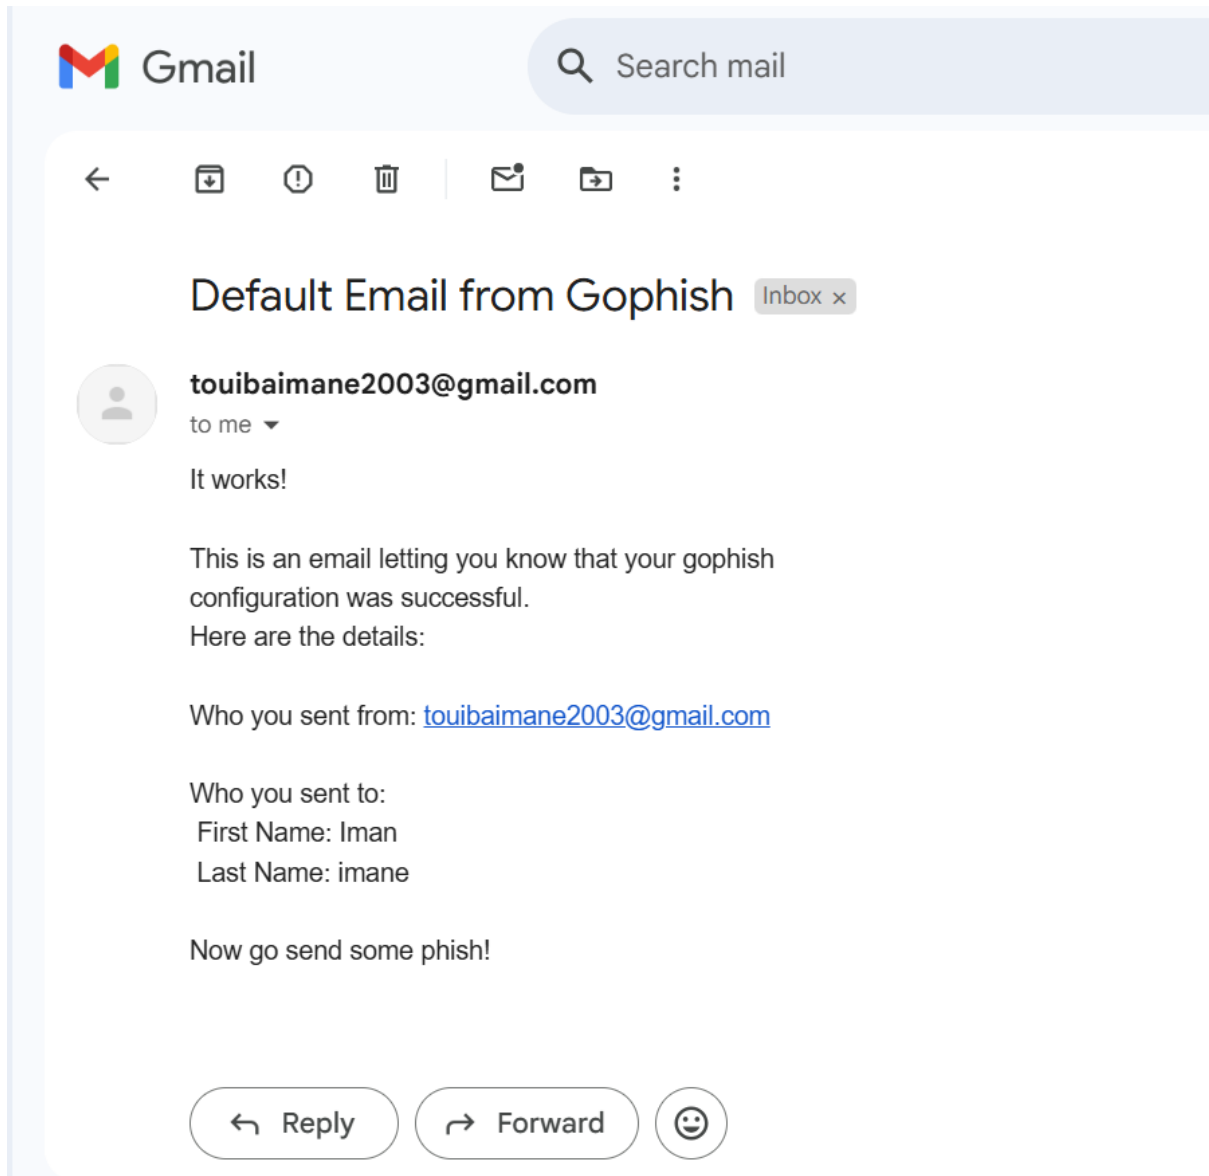 Gmail
Search mail
Default Email from Gophish Inbox ×
touibaimane2003@gmail.com
to me
It works!
This is an email letting you know that your gophish
configuration was successful.
Here are the details:
Who you sent from: touibaimane2003@gmail.com
Who you sent to:
First Name: Iman
Last Name: imane
Now go send some phish!
Reply Forward